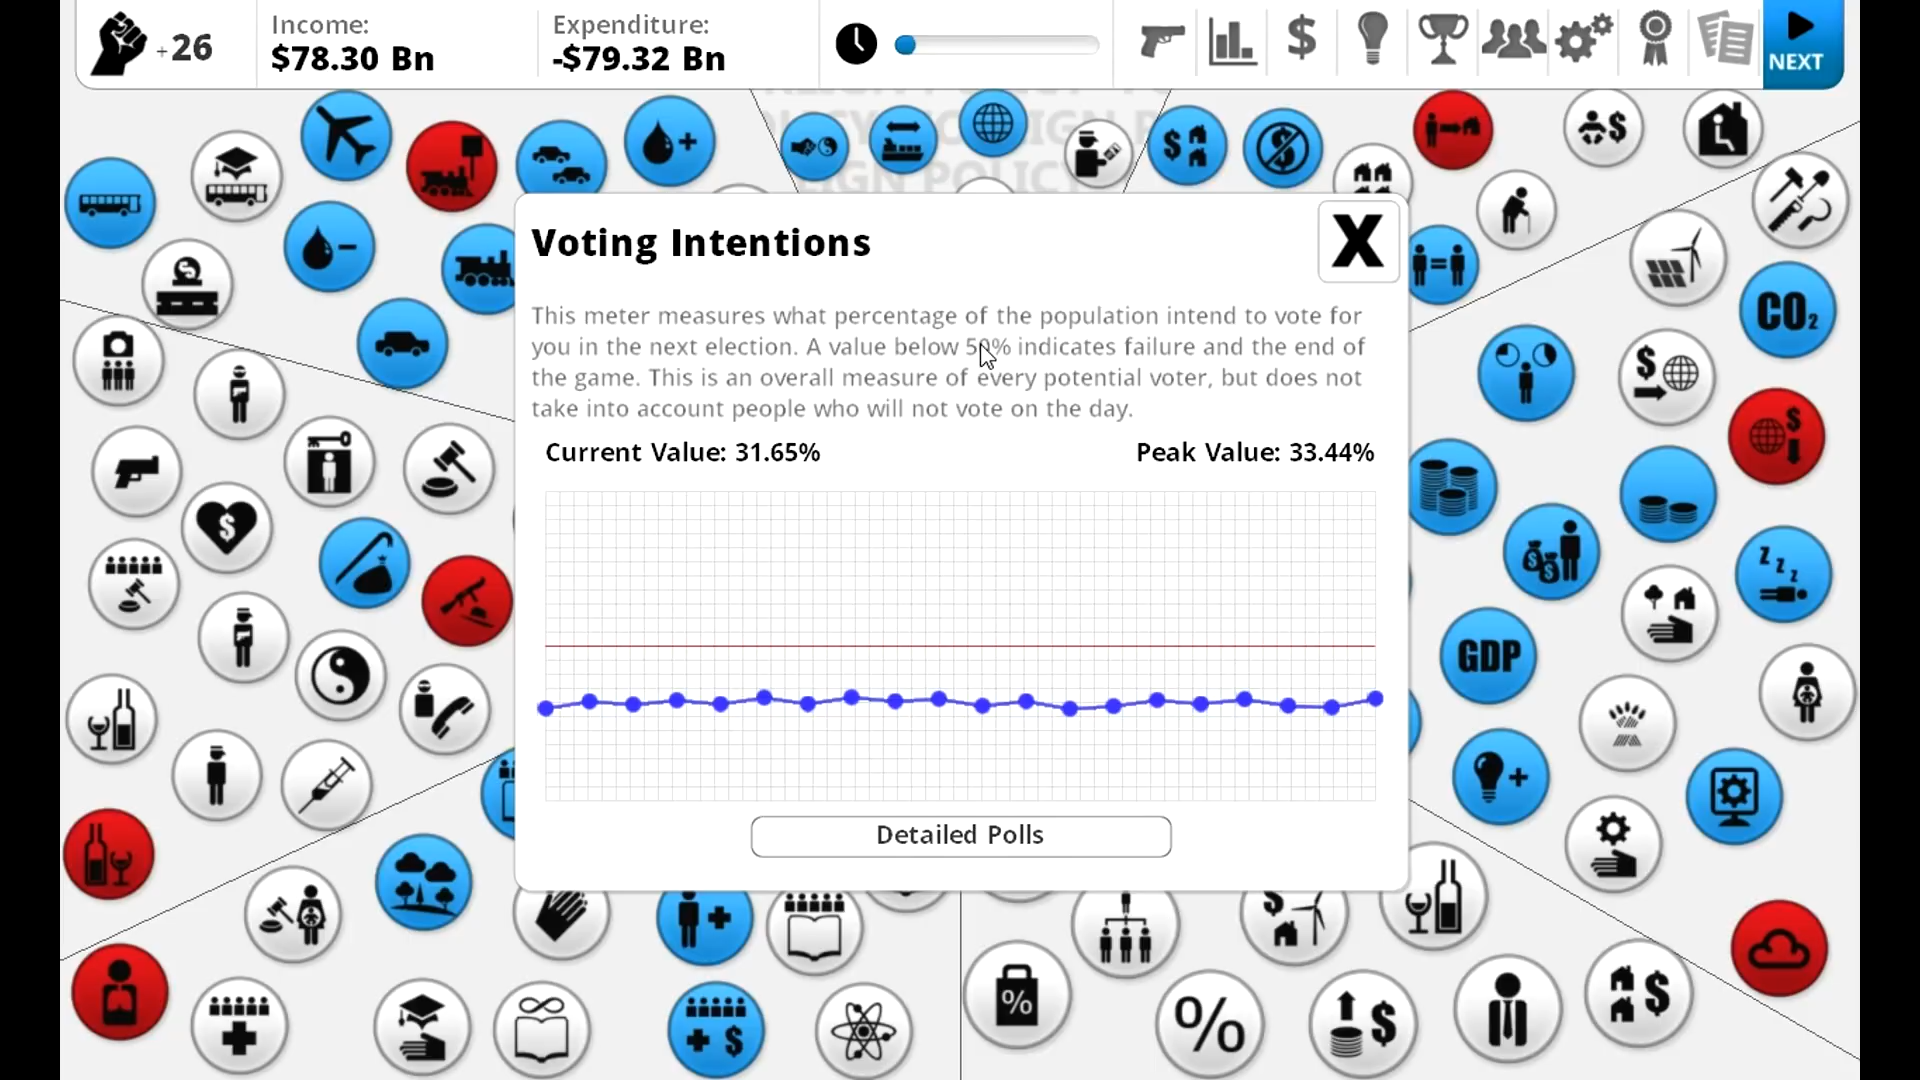 +26
Income:
$78.30 Bn
Expenditure:
-$79.32 Bn
NEXT
Voting Intentions
X
This meter measures what percentage of the population intend to vote for
you in the next election. A value below 50% indicates failure and the end of
the game. This is an overall measure of every potential voter, but does not
take into account people who will not vote on the day.
Current Value: 31.65%
Peak Value: 33.44%
Detailed Polls
CO₂
GDP